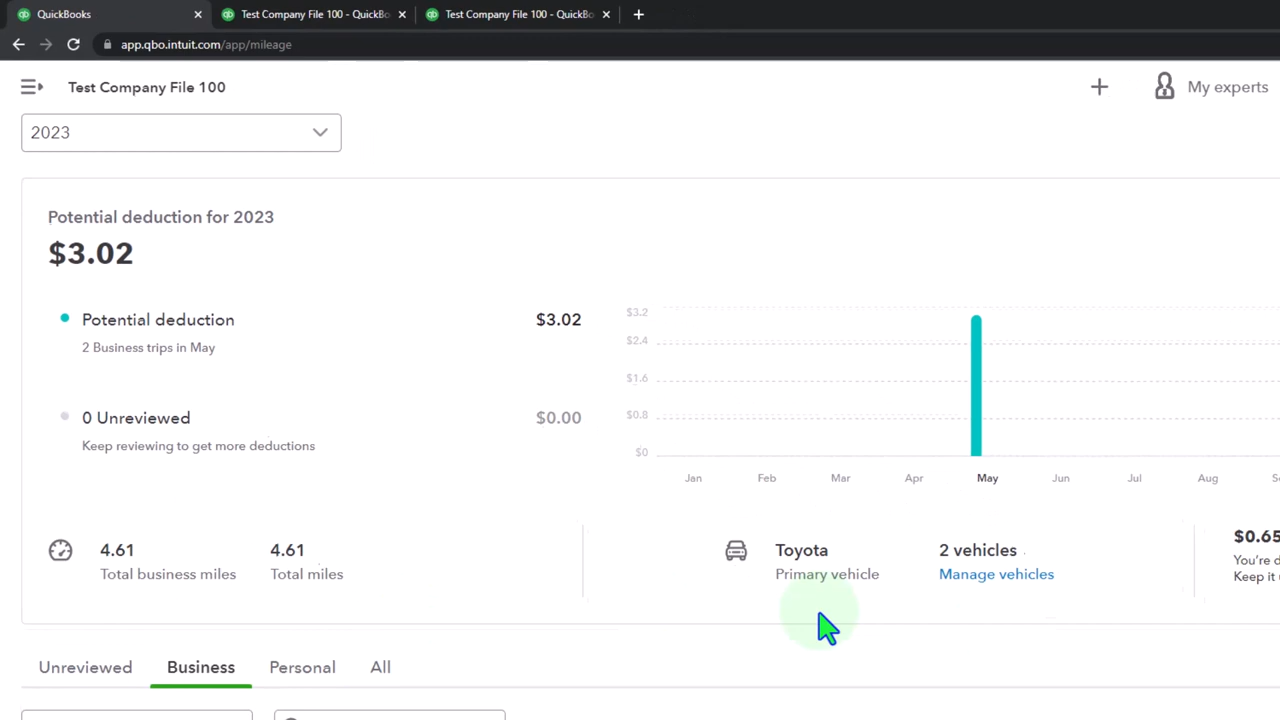 QuickBooks
Test Company File 100 - QuickBo
Test Company File 100 - QuickBo
app.qbo.intuit.com/app/mileage
Test Company File 100
My experts
2023
Potential deduction for 2023
$3.02
Potential deduction $3.02
2 Business trips in May
0 Unreviewed $0.00
Keep reviewing to get more deductions
$3.2
$2.4
$1.6
$0.8
$0
Jan Feb Mar Apr May Jun Jul Aug
4.61
Total business miles
4.61
Total miles
Toyota
Primary vehicle
2 vehicles
Manage vehicles
$0.65
You're d
Keep it u
Unreviewed Business Personal All